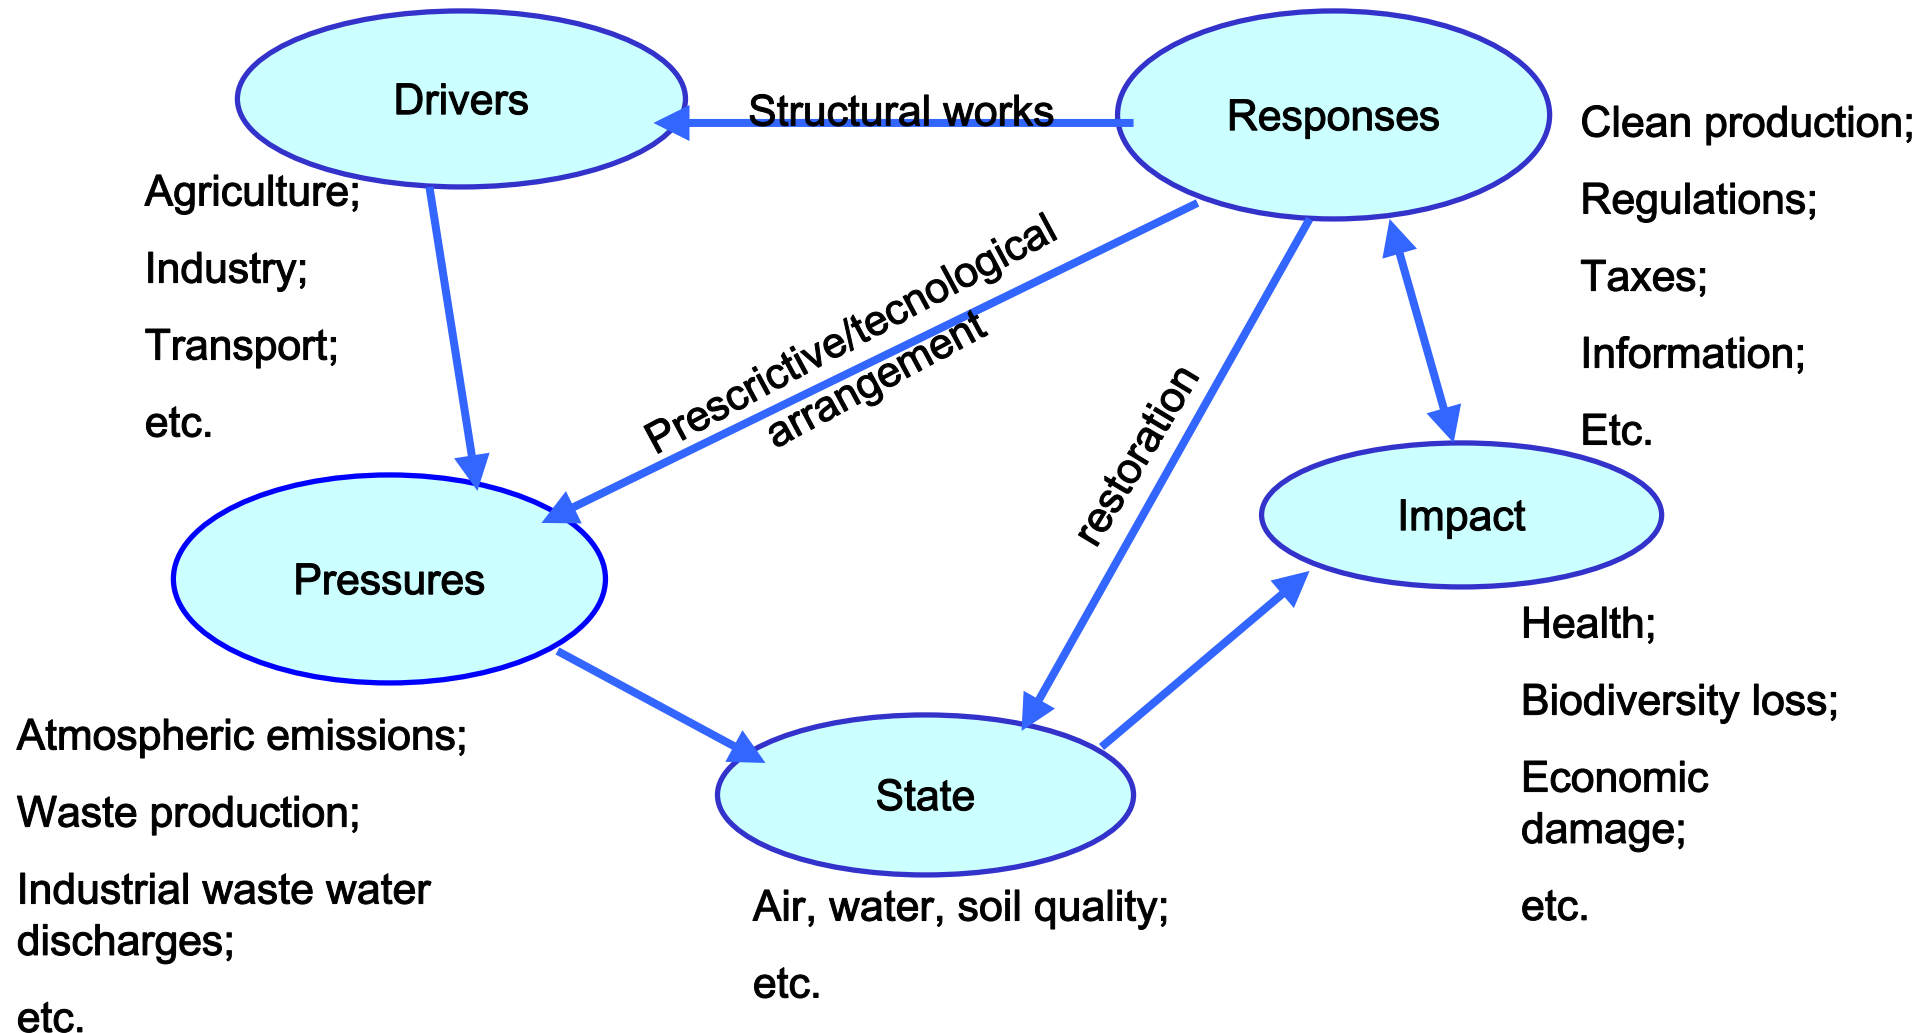 Drivers
Agriculture;
Industry;
Transport;
etc.
Structural works
Responses
Clean production;
Regulations;
Taxes;
Information;
Etc.
Prescrictive/tecnological
arrangement
restoration
Impact
Health;
Biodiversity loss;
Economic
damage;
etc.
Pressures
Atmospheric emissions;
Waste production;
Industrial waste water
discharges;
etc.
State
Air, water, soil quality;
etc.